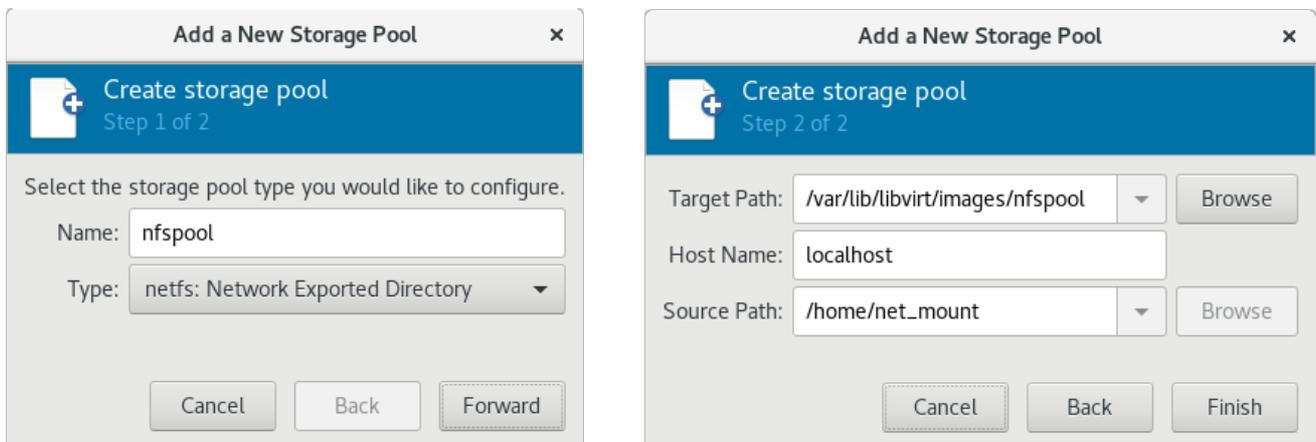 Add a New Storage Pool
×
Create storage pool
Step 1 of 2
Select the storage pool type you would like to configure.
Name: nfspool
Type: netfs: Network Exported Directory
Cancel Back Forward
Add a New Storage Pool
×
Create storage pool
Step 2 of 2
Target Path: /var/lib/libvirt/images/nfspool Browse
Host Name: localhost
Source Path: /home/net_mount Browse
Cancel Back Finish